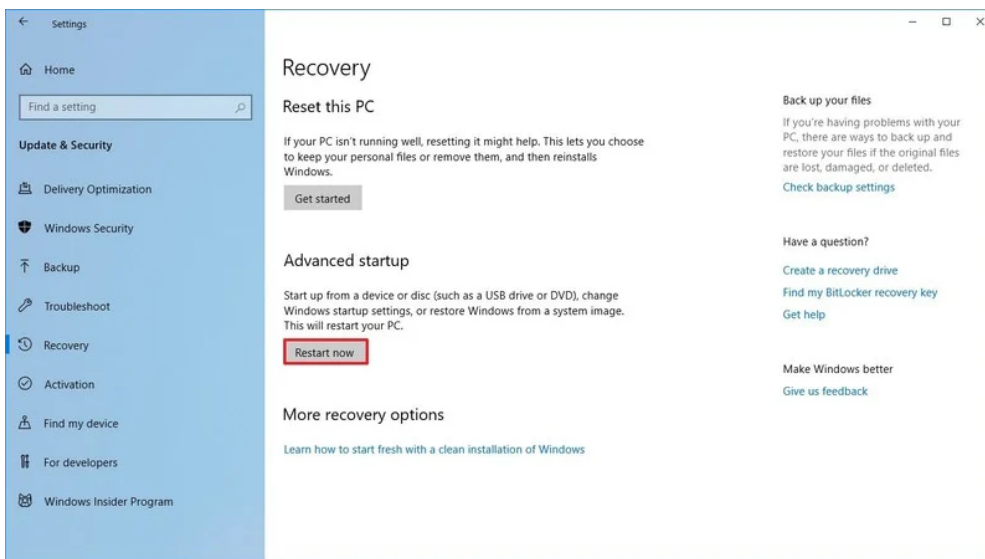 Settings
Home
Find a setting
Update & Security
Delivery Optimization
Windows Security
Backup
Troubleshoot
Recovery
Activation
Find my device
For developers
Windows Insider Program
Recovery
Reset this PC
If your PC isn't running well, resetting it might help. This lets you choose
to keep your personal files or remove them, and then reinstalls
Windows.
Get started
Advanced startup
Start up from a device or disc (such as a USB drive or DVD), change
Windows startup settings, or restore Windows from a system image.
This will restart your PC.
Restart now
More recovery options
Learn how to start fresh with a clean installation of Windows
Back up your files
If you're having problems with your
PC, there are ways to back up and
restore your files if the original files
are lost, damaged, or deleted.
Check backup settings
Have a question?
Create a recovery drive
Find my BitLocker recovery key
Get help
Make Windows better
Give us feedback